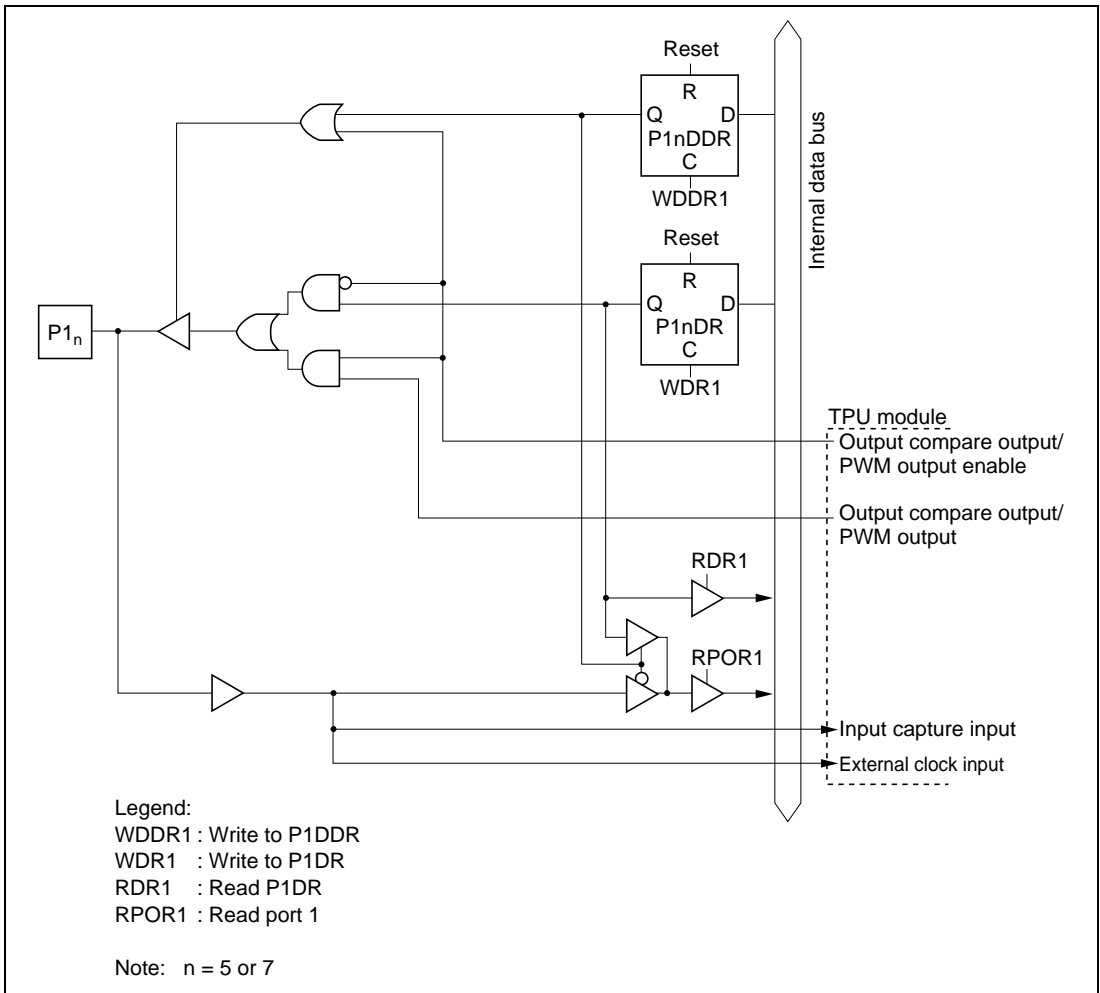 Reset
R
Q D
P1nDDR
C
WDDR1
Internal data bus
Reset
R
Q D
P1nDR
C
WDR1
P1n
TPU module
Output compare output/
PWM output enable
Output compare output/
PWM output
RDR1
RPOR1
Input capture input
External clock input
Legend:
WDDR1 : Write to P1DDR
WDR1 : Write to P1DR
RDR1 : Read P1DR
RPOR1 : Read port 1
Note: n = 5 or 7